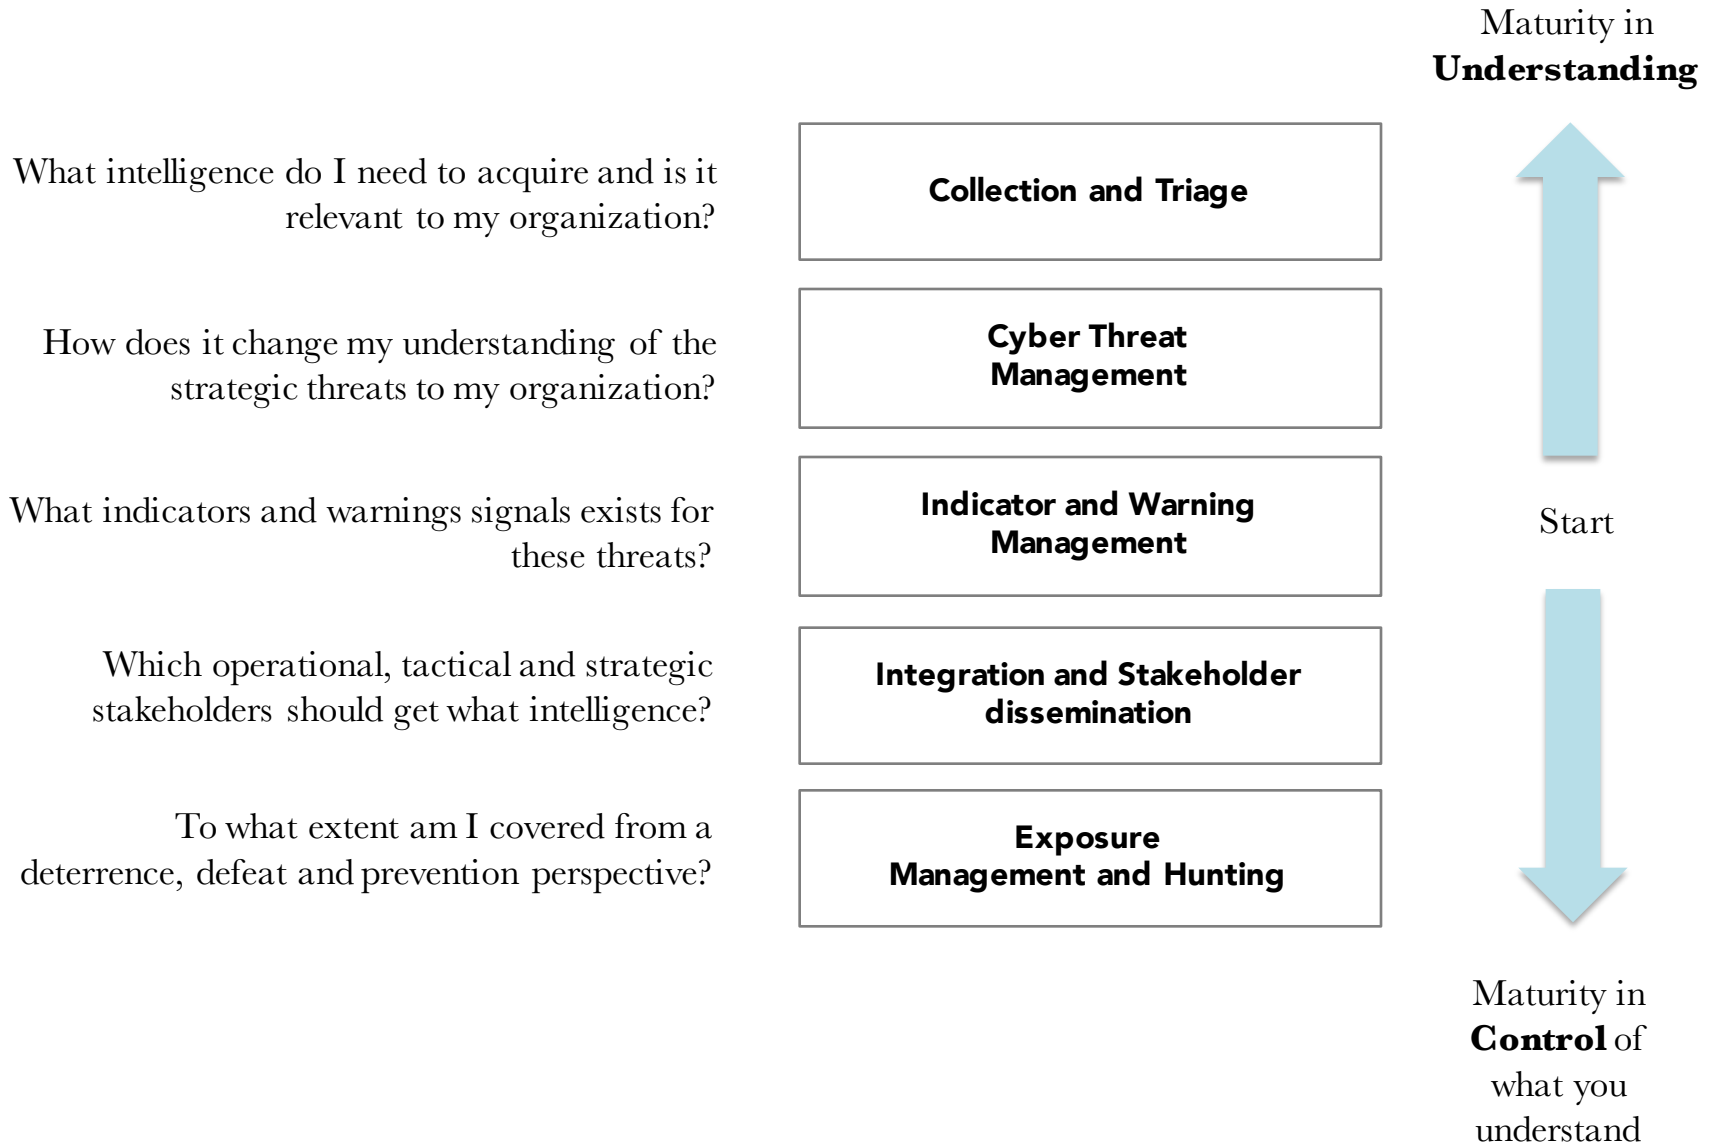 Maturity in
Understanding
What intelligence do I need to acquire and is it
relevant to my organization?
Collection and Triage
How does it change my understanding of the
strategic threats to my organization?
Cyber Threat
Management
What indicators and warnings signals exists for
these threats?
Indicator and Warning
Management
Start
Which operational, tactical and strategic
stakeholders should get what intelligence?
Integration and Stakeholder
dissemination
To what extent am I covered from a
deterrence, defeat and prevention perspective?
Exposure
Management and Hunting
Maturity in
Control of
what you
understand